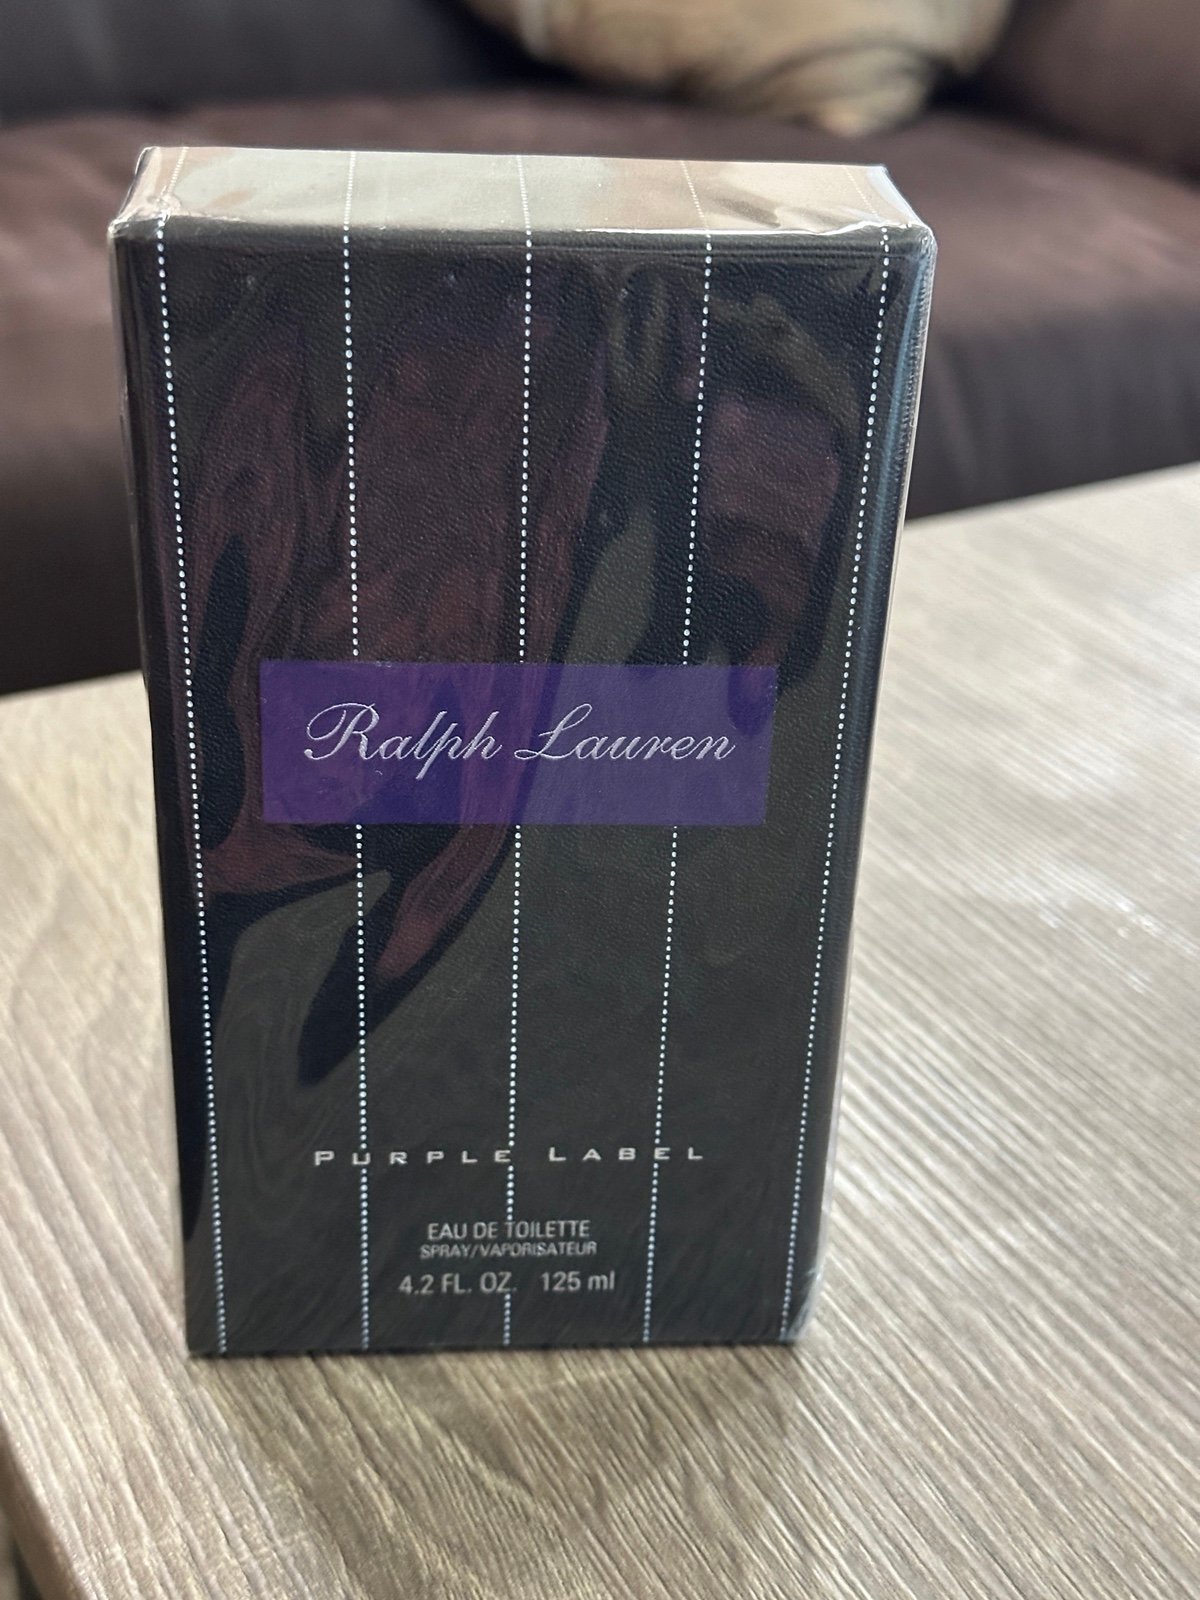 Ralph Lauren
PURPLE LABEL
EAU DE TOILETTE
SPRAY/VAPORISATEUR
4.2 FL. OZ. 125 ml